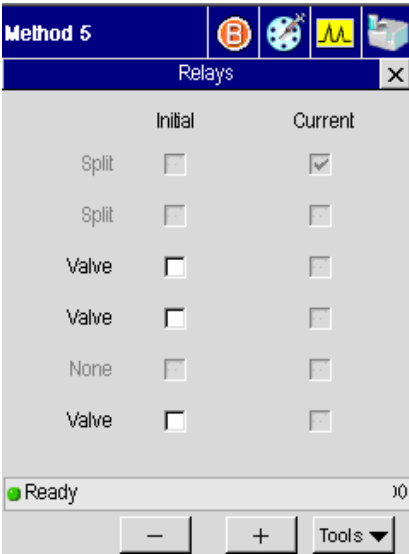 Method 5
B
Relays
Initial Current
Split
Split
Valve
Valve
None
Valve
Ready
− +
Tools